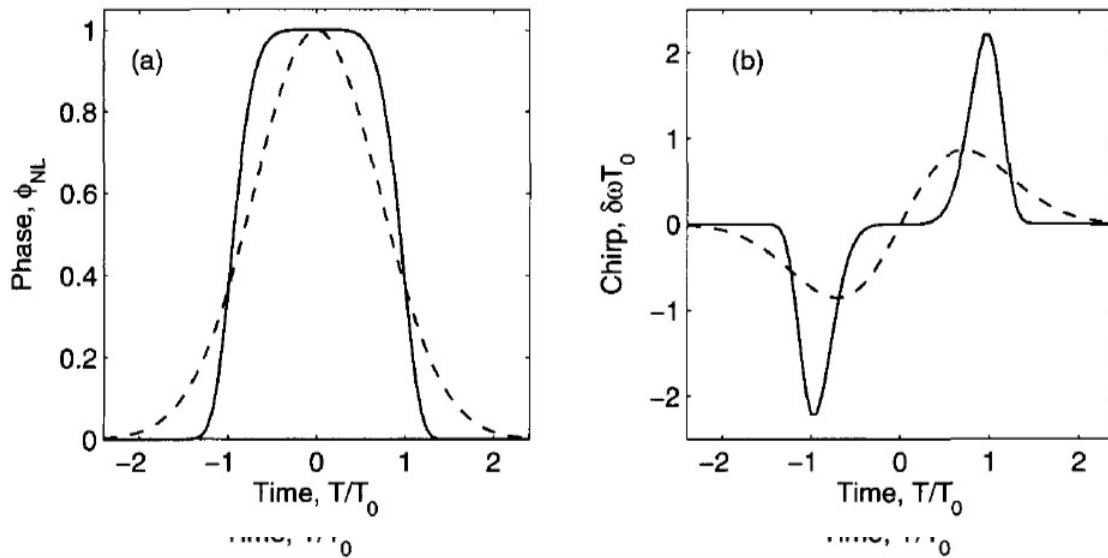 (a)
1
0.8
0.6
0.4
0.2
0
Phase, ϕNL
−2 −1 0 1 2
Time, T/T0
(b)
2
1
0
−1
−2
Chirp, δωT0
−2 −1 0 1 2
Time, T/T0